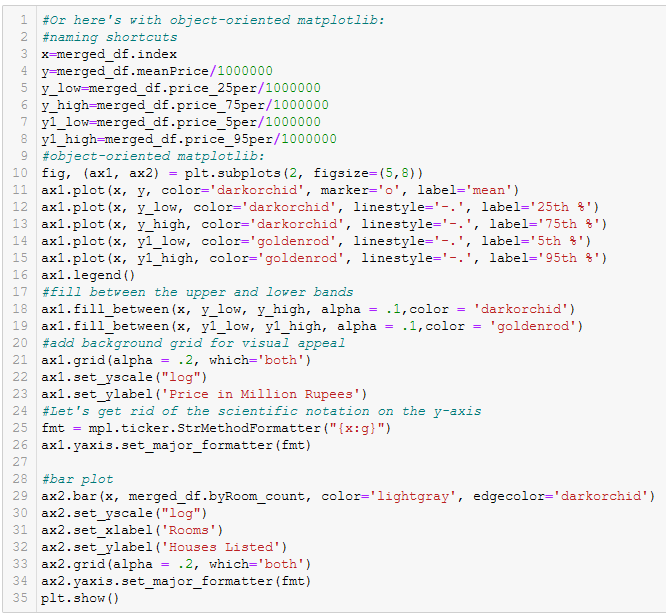 1 #Or here's with object-oriented matplotlib:
2 #naming shortcuts
3 x=merged_df.index
4 y=merged_df.meanPrice/1000000
5 y_low=merged_df.price_25per/1000000
6 y_high=merged_df.price_75per/1000000
7 y1_low=merged_df.price_5per/1000000
8 y1_high=merged_df.price_95per/1000000
9 #object-oriented matplotlib:
10 fig, (ax1, ax2) = plt.subplots(2, figsize=(5,8))
11 ax1.plot(x, y, color='darkorchid', marker='o', label='mean')
12 ax1.plot(x, y_low, color='darkorchid', linestyle='-.', label='25th %')
13 ax1.plot(x, y_high, color='darkorchid', linestyle='-.', label='75th %')
14 ax1.plot(x, y1_low, color='goldenrod', linestyle='-.', label='5th %')
15 ax1.plot(x, y1_high, color='goldenrod', linestyle='-.', label='95th %')
16 ax1.legend()
17 #fill between the upper and lower bands
18 ax1.fill_between(x, y_low, y_high, alpha = .1,color = 'darkorchid')
19 ax1.fill_between(x, y1_low, y1_high, alpha = .1,color = 'goldenrod')
20 #add background grid for visual appeal
21 ax1.grid(alpha = .2, which='both')
22 ax1.set_yscale("log")
23 ax1.set_ylabel('Price in Million Rupees')
24 #Let's get rid of the scientific notation on the y-axis
25 fmt = mpl.ticker.StrMethodFormatter("{x:g}")
26 ax1.yaxis.set_major_formatter(fmt)
27
28 #bar plot
29 ax2.bar(x, merged_df.byRoom_count, color='lightgray', edgecolor='darkorchid')
30 ax2.set_yscale("log")
31 ax2.set_xlabel('Rooms')
32 ax2.set_ylabel('Houses Listed')
33 ax2.grid(alpha = .2, which='both')
34 ax2.yaxis.set_major_formatter(fmt)
35 plt.show()